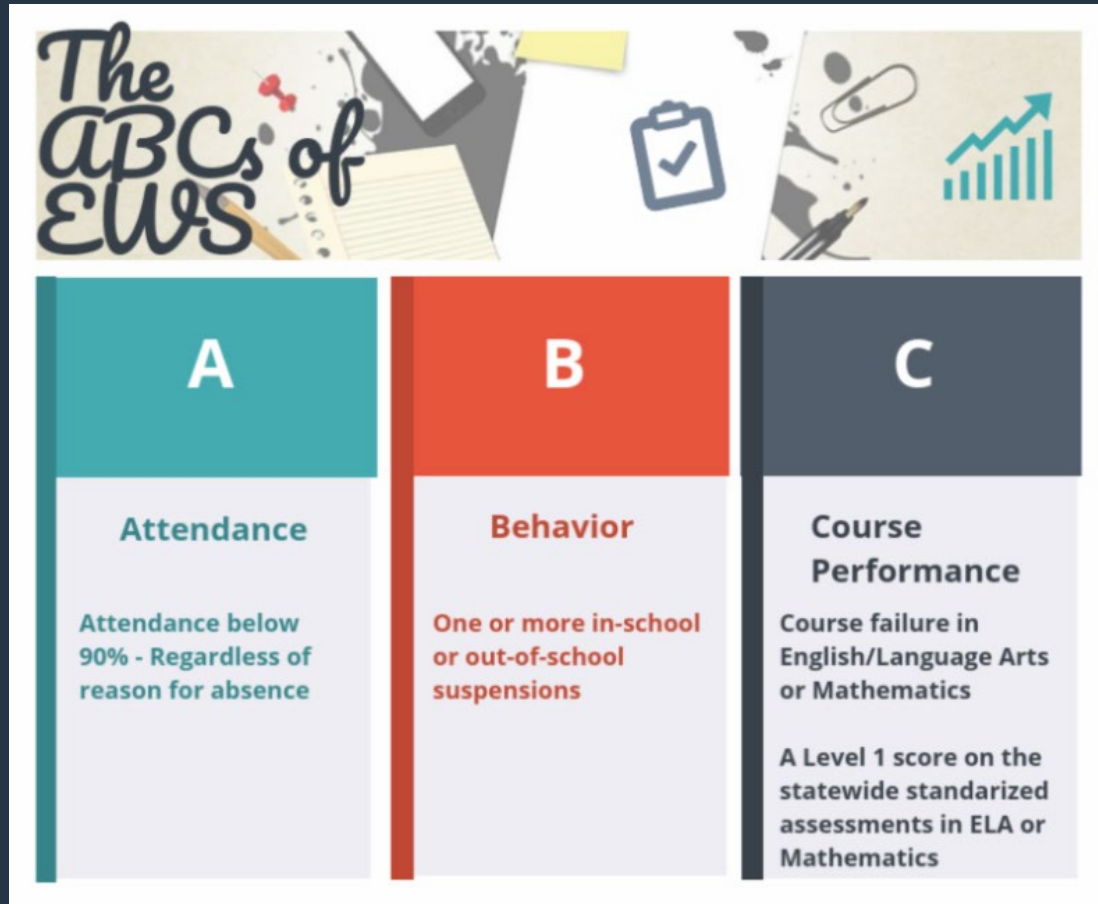 The
ABCs of
EWS
A
Attendance
Attendance below
90% - Regardless of
reason for absence
B
Behavior
One or more in-school
or out-of-school
suspensions
C
Course
Performance
Course failure in
English/Language Arts
or Mathematics
A Level 1 score on the
statewide standarized
assessments in ELA or
Mathematics